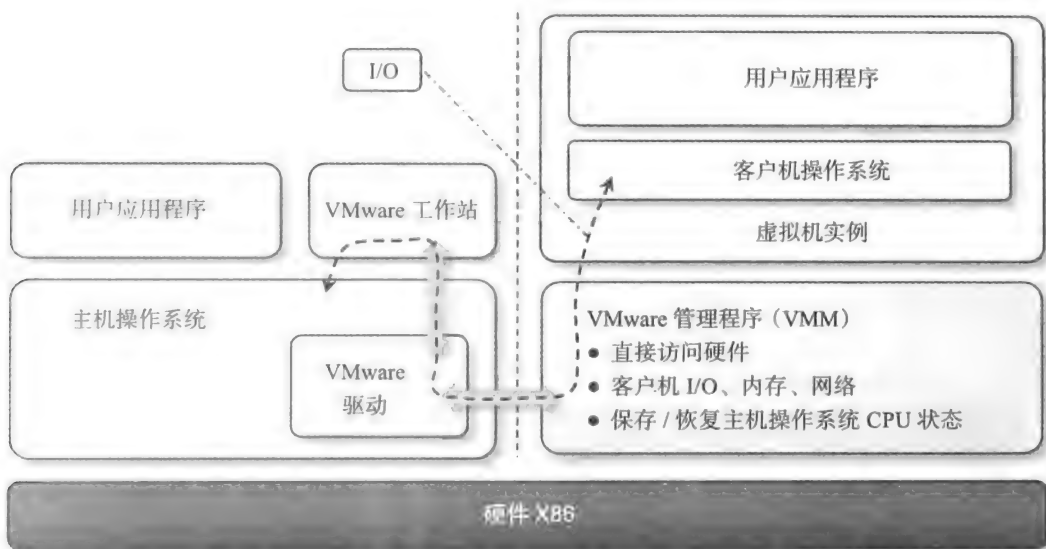 I/O
用户应用程序
客户机操作系统
虚拟机实例
用户应用程序
VMware 工作站
主机操作系统
VMware
驱动
VMware 管理程序（VMM）
● 直接访问硬件
● 客户机 I/O、内存、网络
● 保存 / 恢复主机操作系统 CPU 状态
硬件 X86